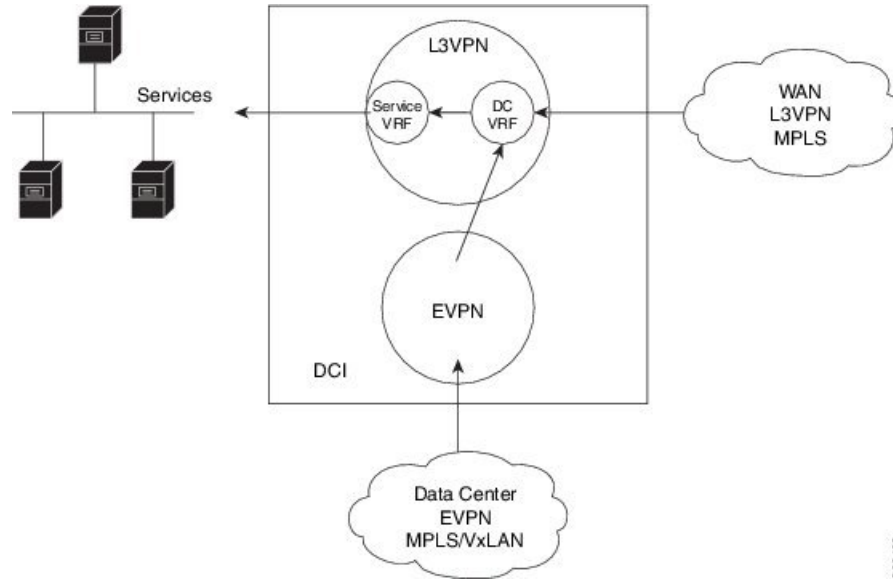 L3VPN
Services
Service
VRF
DC
VRF
WAN
L3VPN
MPLS
EVPN
DCI
Data Center
EVPN
MPLS/VxLAN